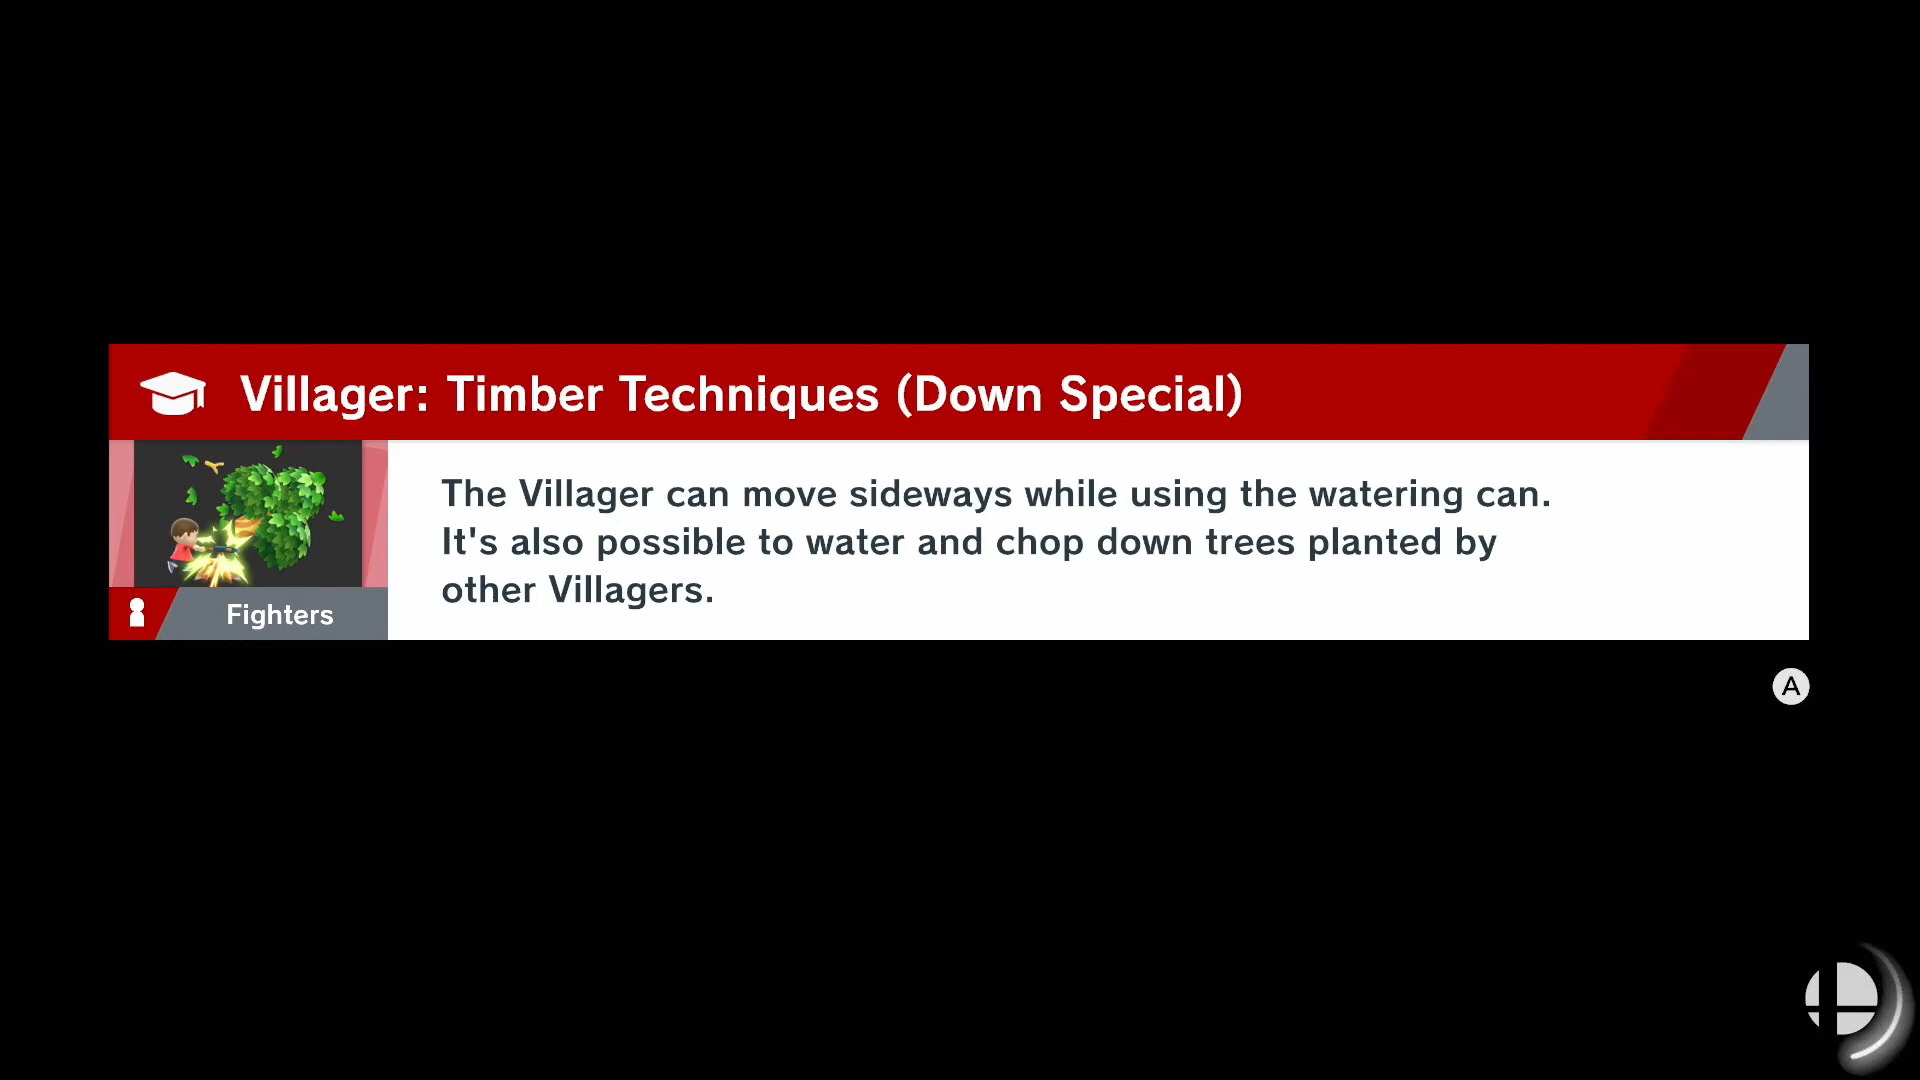 Villager: Timber Techniques (Down Special)
The Villager can move sideways while using the watering can.
It's also possible to water and chop down trees planted by
other Villagers.
Fighters
A